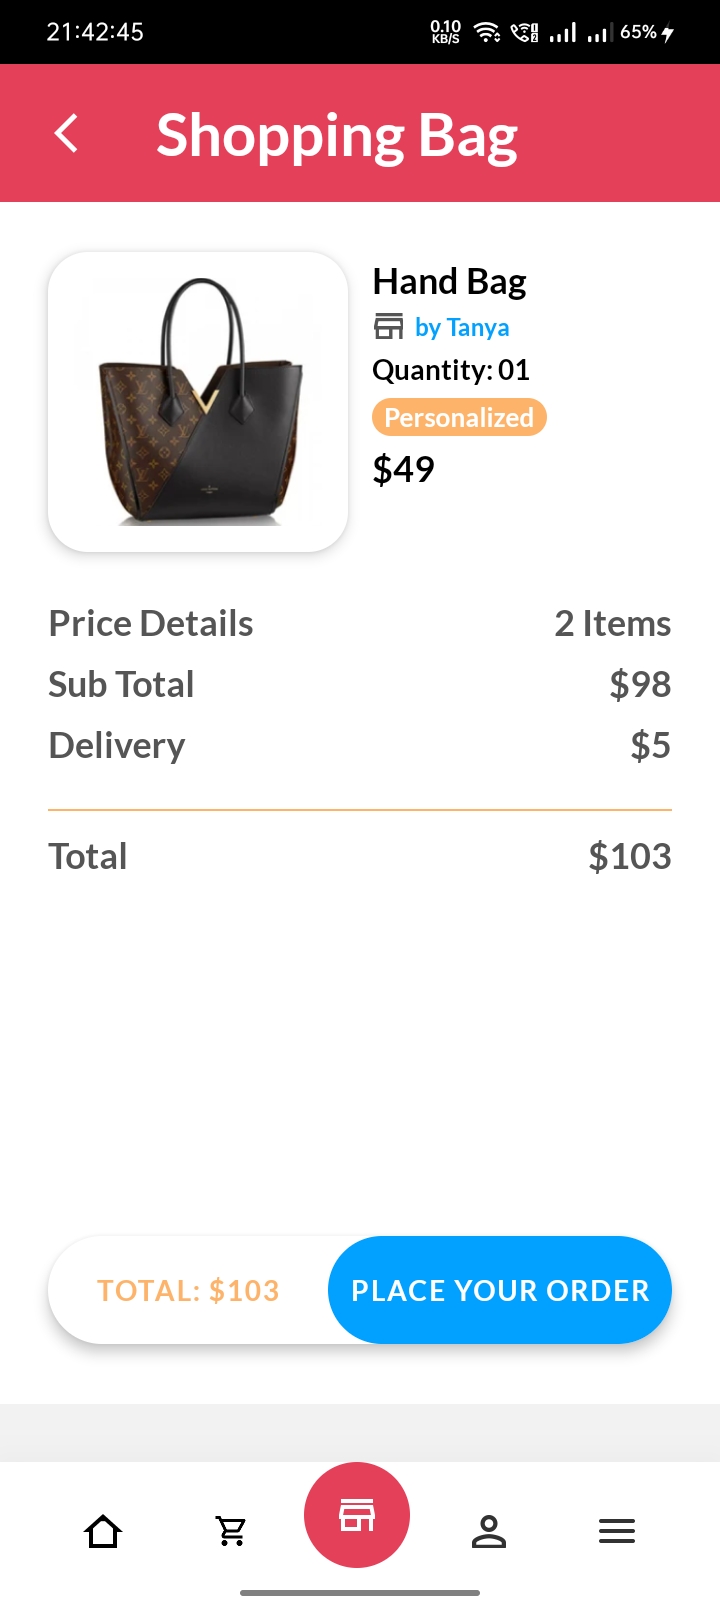 21:42:45 0.10 KB/S 65%
Shopping Bag
Hand Bag
by Tanya
Quantity: 01
Personalized
$49
Price Details 2 Items
Sub Total $98
Delivery $5
Total $103
TOTAL: $103 PLACE YOUR ORDER